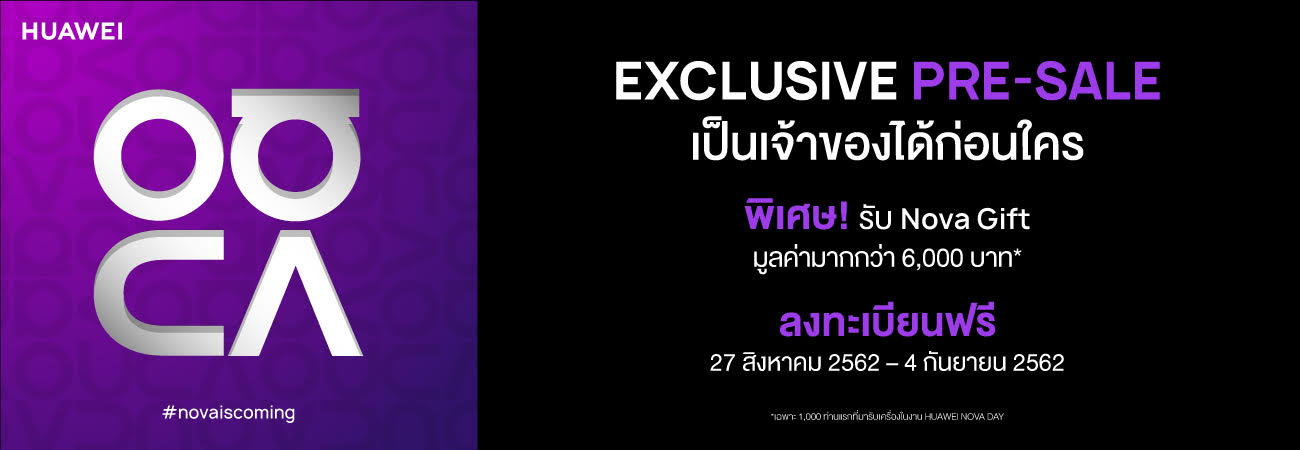 HUAWEI
#novaiscoming
EXCLUSIVE PRE-SALE
เป็นเจ้าของได้ก่อนใคร
พิเศษ! รับ Nova Gift
มูลค่ามากกว่า 6,000 บาท*
ลงทะเบียนฟรี
27 สิงหาคม 2562 – 4 กันยายน 2562
*เฉพาะ 1,000 ท่านแรกที่มารับเครื่องในงาน HUAWEI NOVA DAY